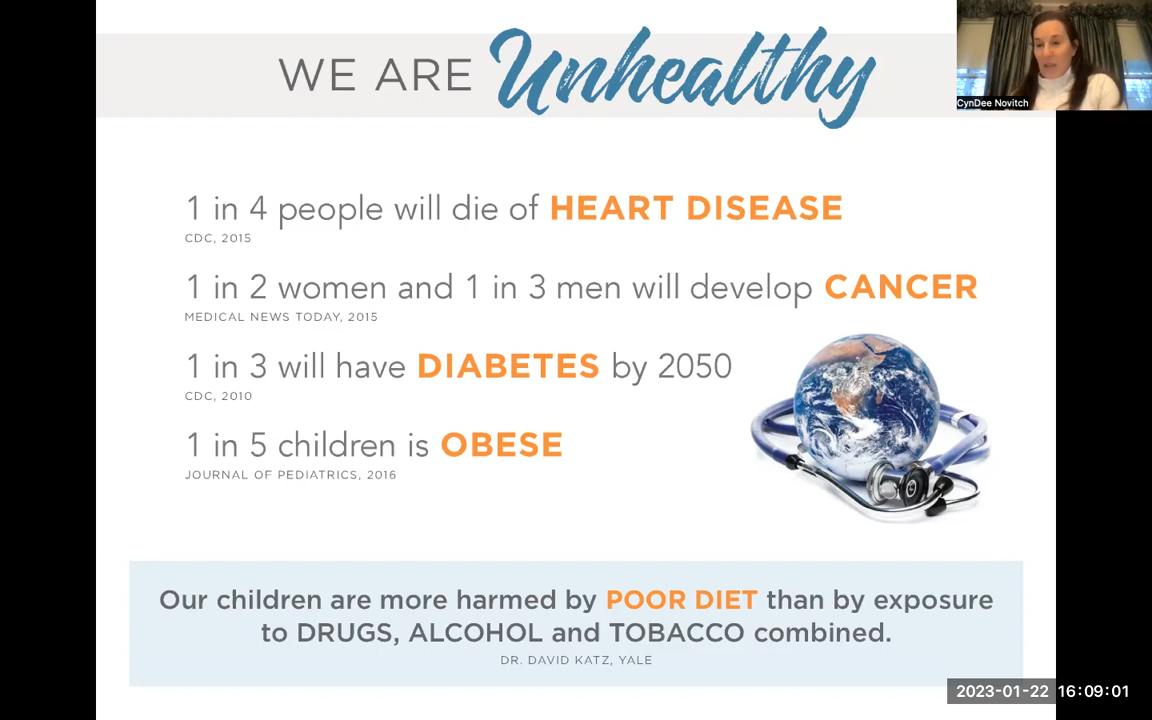 WE ARE Unhealthy
CynDee Novitch
1 in 4 people will die of HEART DISEASE
CDC, 2015
1 in 2 women and 1 in 3 men will develop CANCER
MEDICAL NEWS TODAY, 2015
1 in 3 will have DIABETES by 2050
CDC, 2010
1 in 5 children is OBESE
JOURNAL OF PEDIATRICS, 2016
Our children are more harmed by POOR DIET than by exposure
to DRUGS, ALCOHOL and TOBACCO combined.
DR. DAVID KATZ, YALE
2023-01-22 16:09:01